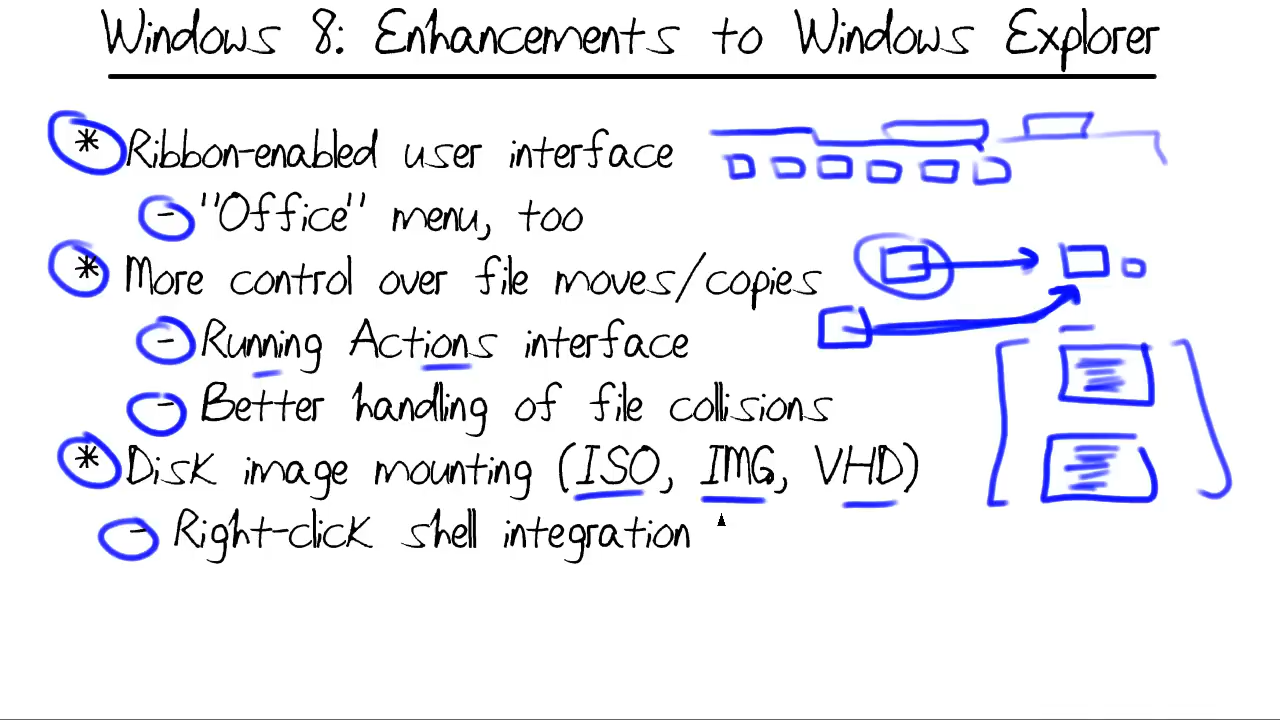 Windows 8: Enhancements to Windows Explorer
* Ribbon-enabled user interface
- "Office" menu, too
* More control over file moves/copies
- Running Actions interface
- Better handling of file collisions
* Disk image mounting (ISO, IMG, VHD)
- Right-click shell integration